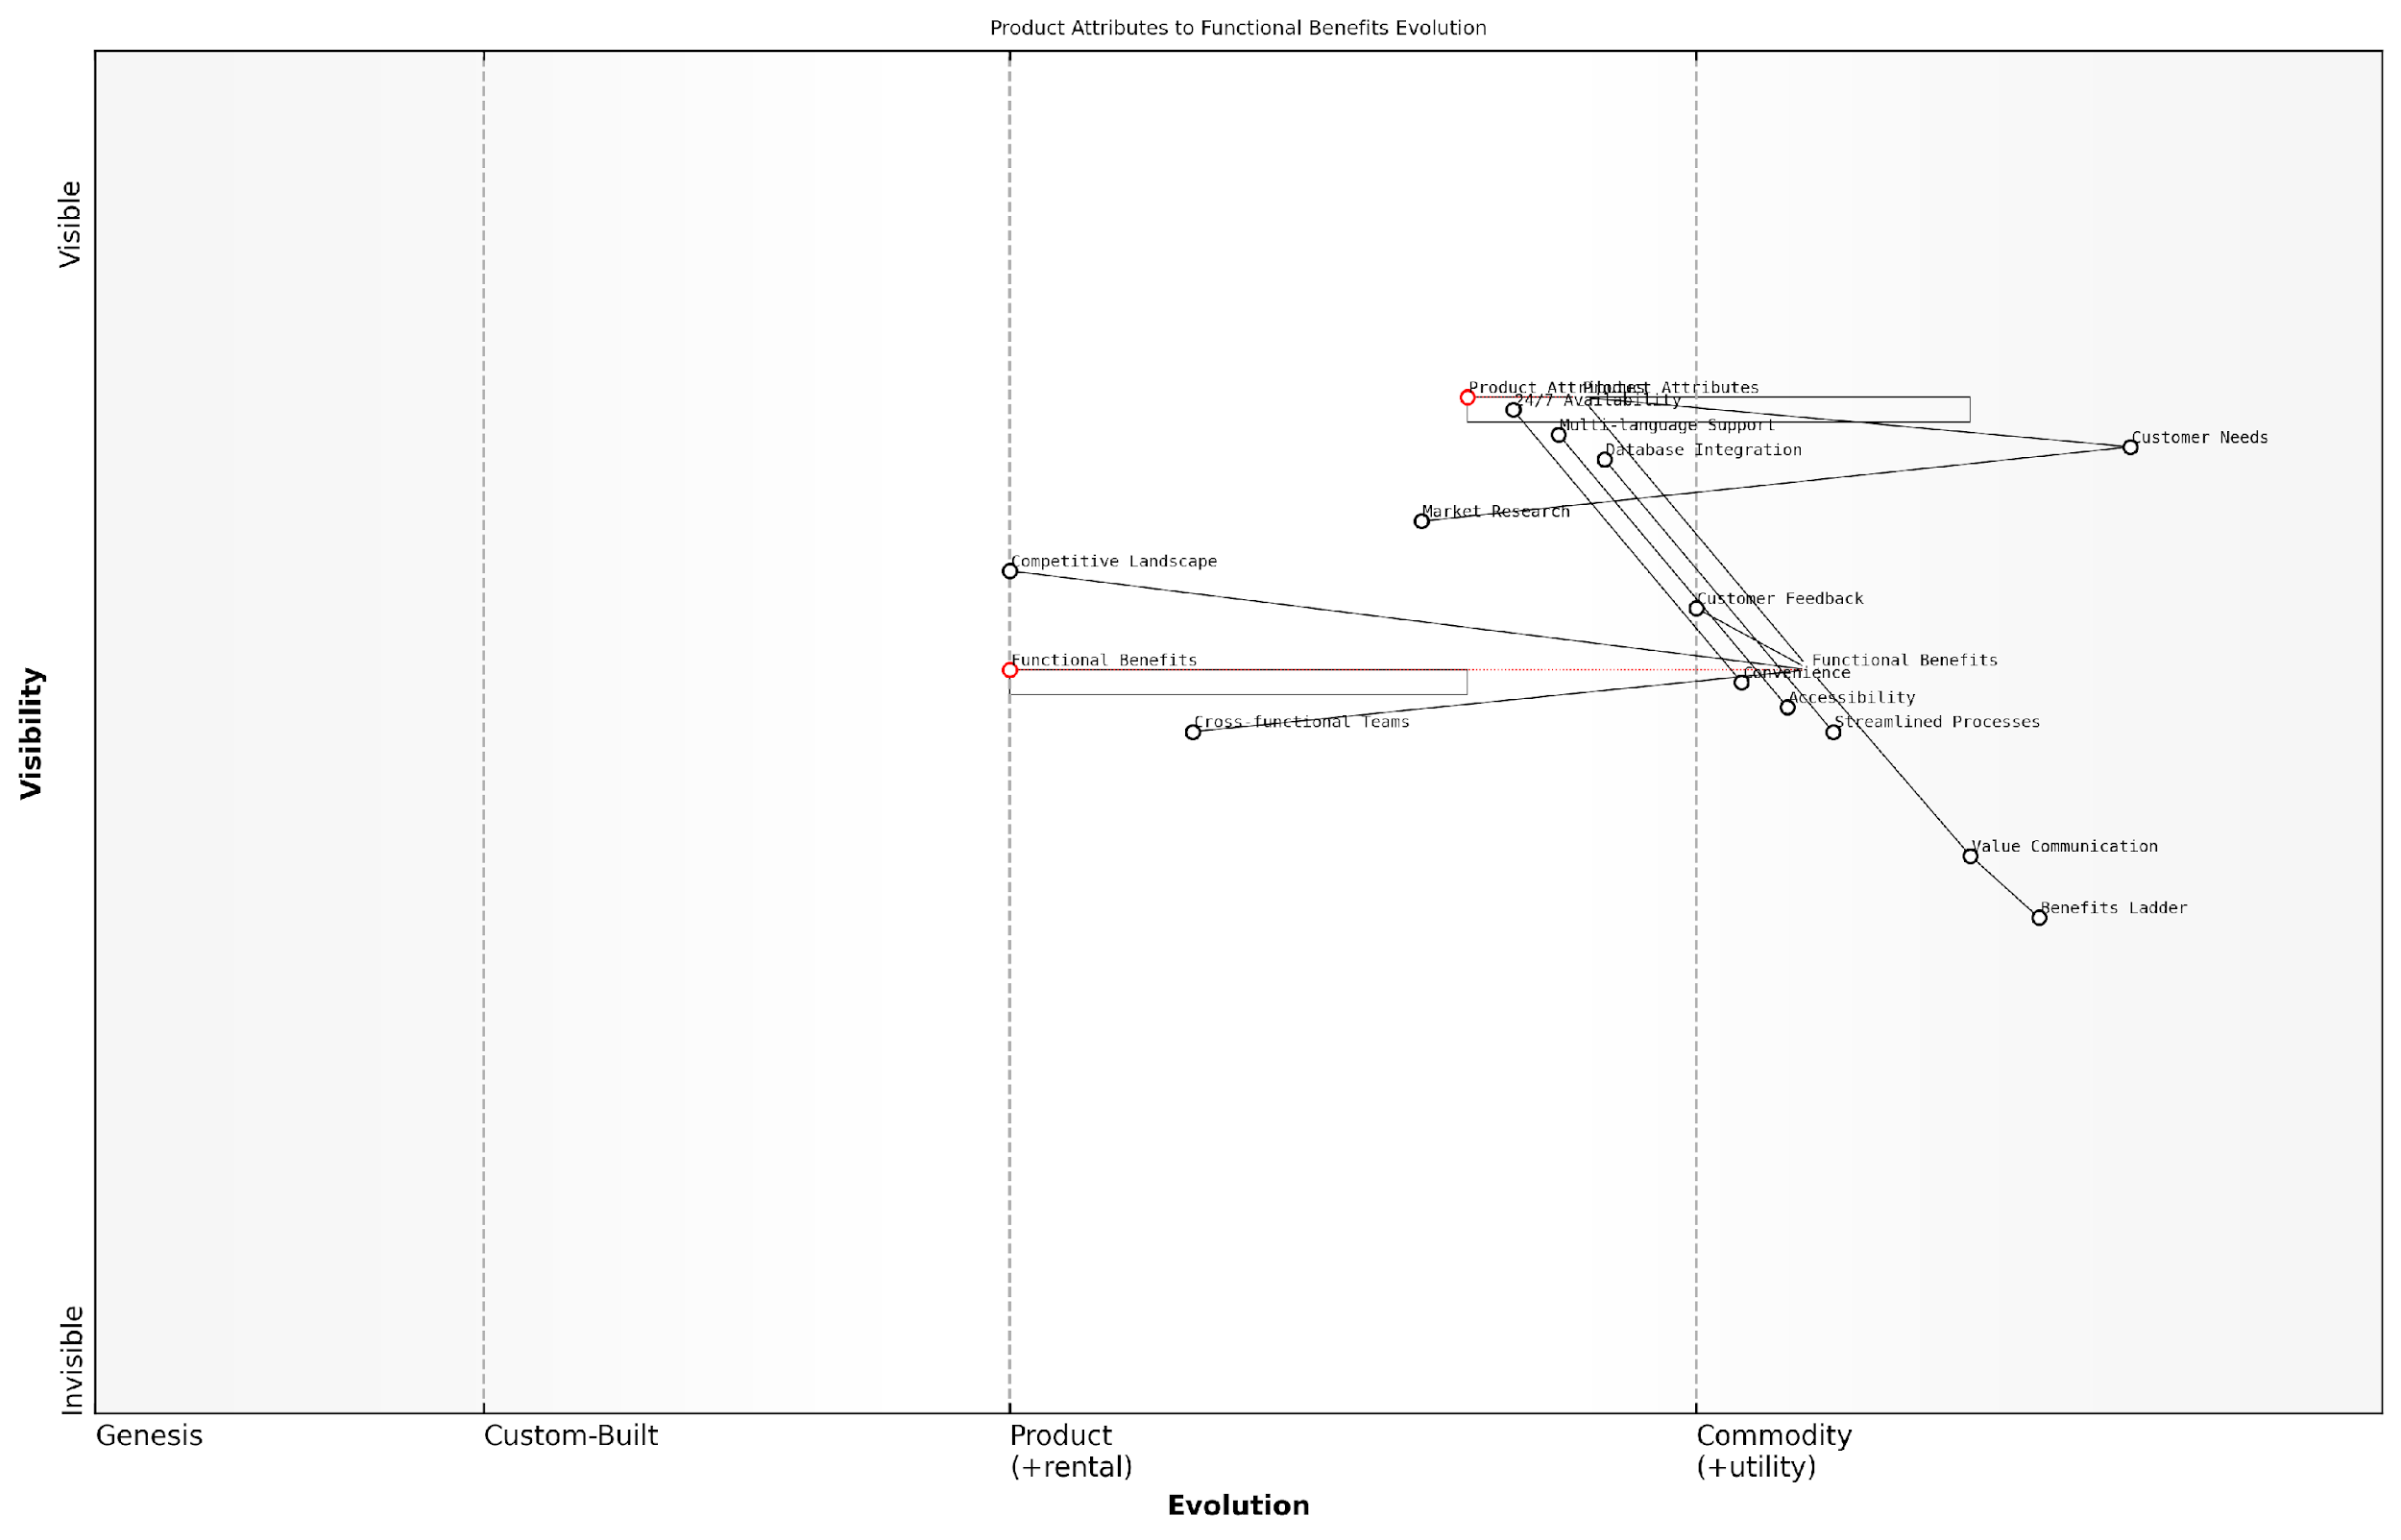 Product Attributes to Functional Benefits Evolution
Visible
Product Attributes
Product Attributes
24/7 Availability
Multi-language Support
Customer Needs
Database Integration
Market Research
Competitive Landscape
Customer Feedback
Functional Benefits
Functional Benefits
Convenience
Accessibility
Cross-functional Teams
Streamlined Processes
Visibility
Value Communication
Benefits Ladder
Invisible
Genesis
Custom-Built
Product
(+rental)
Commodity
(+utility)
Evolution